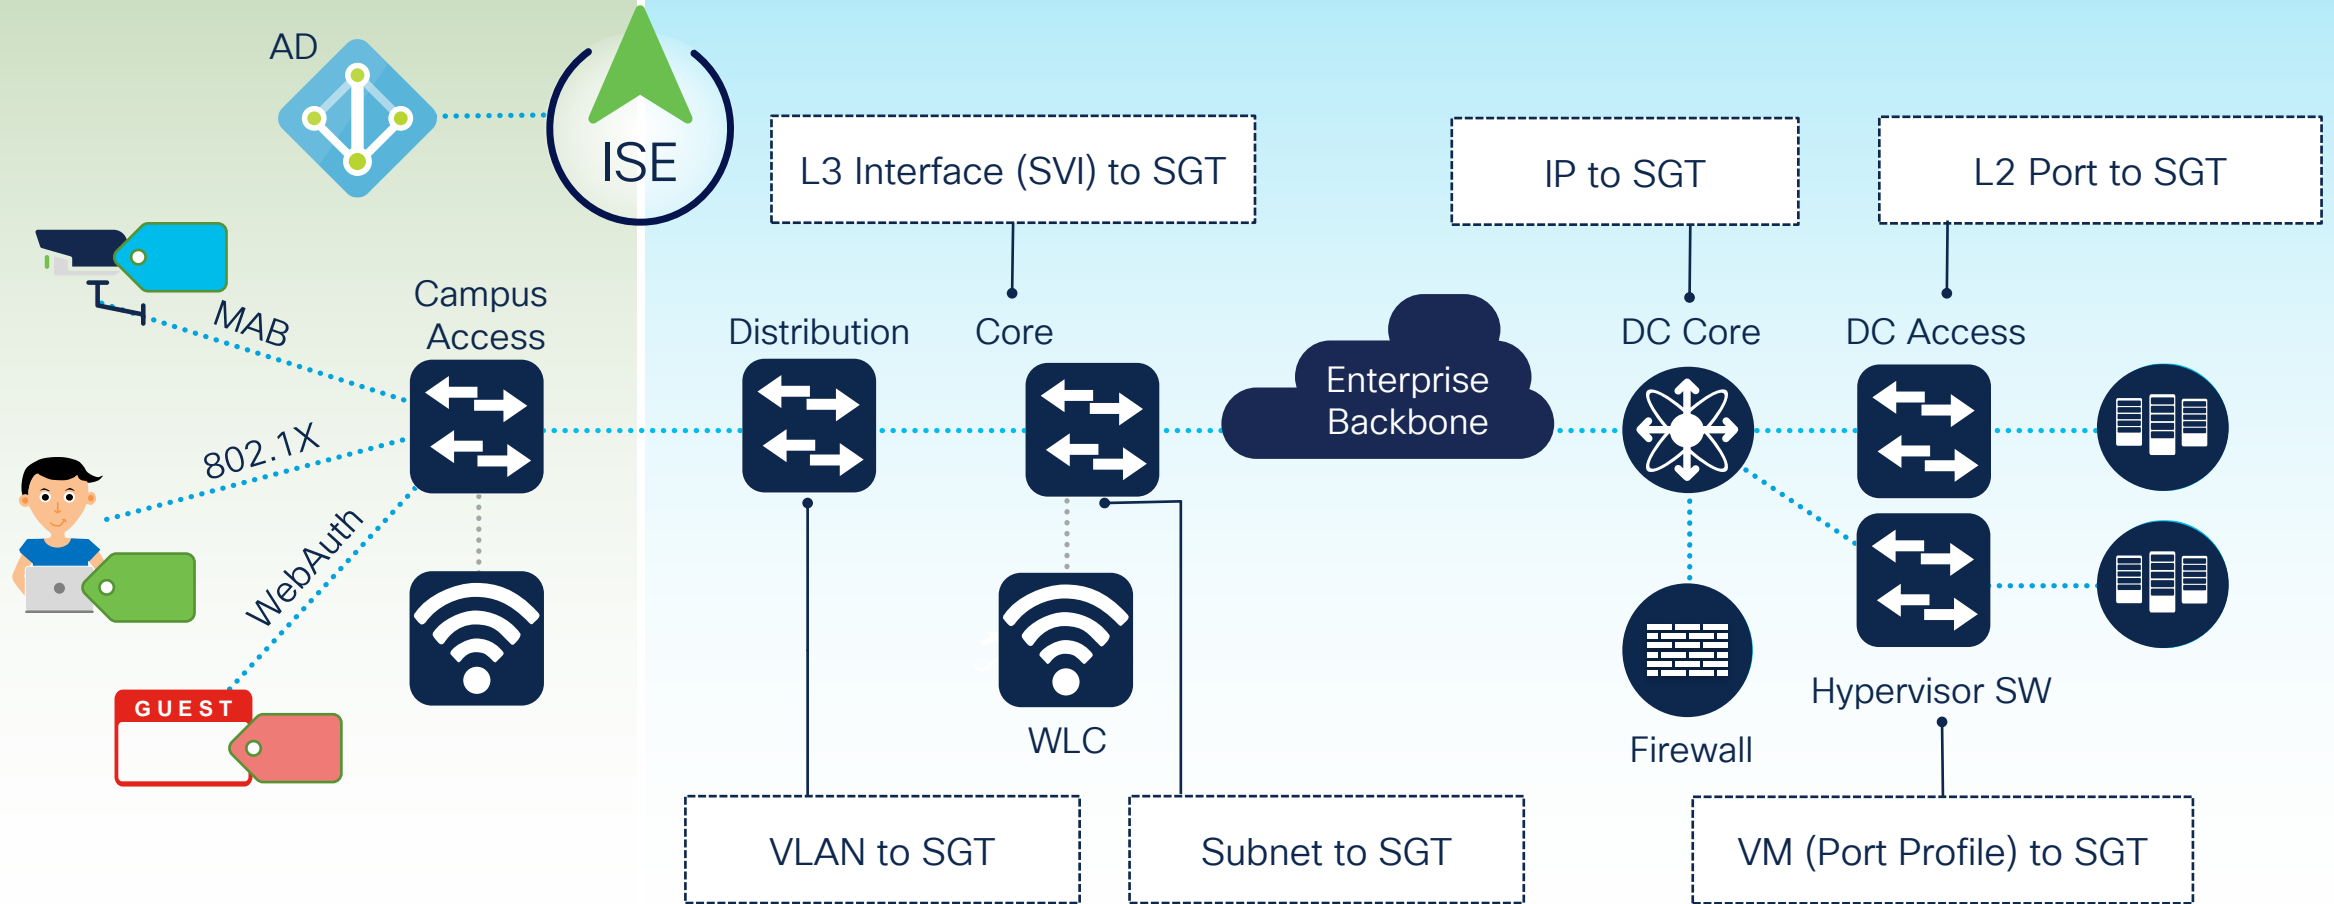 AD
ISE
L3 Interface (SVI) to SGT
IP to SGT
L2 Port to SGT
MAB
Campus
Access
Distribution
Core
DC Core
DC Access
Enterprise
Backbone
802.1X
WebAuth
GUEST
WLC
Firewall
Hypervisor SW
VLAN to SGT
Subnet to SGT
VM (Port Profile) to SGT